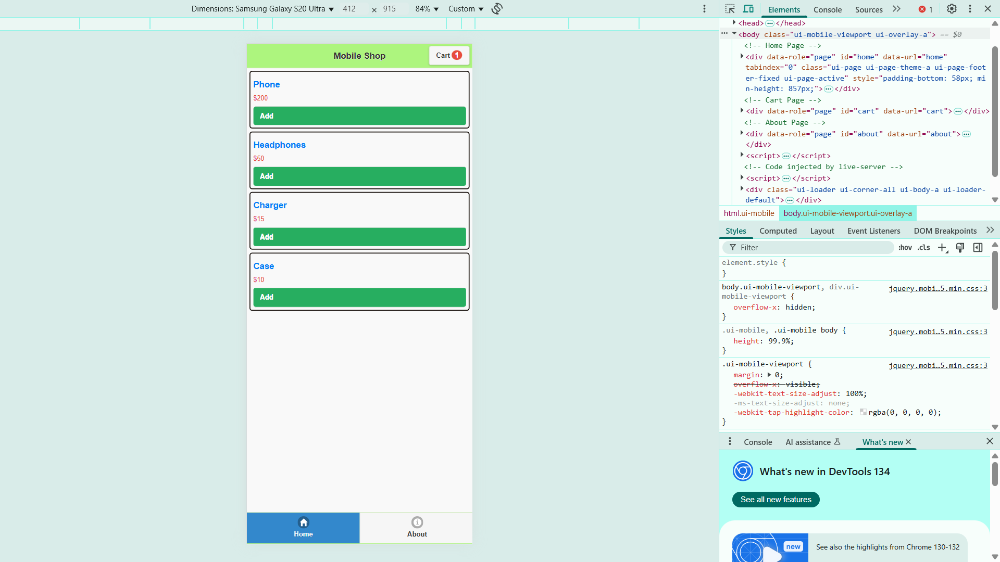 Dimensions: Samsung Galaxy S20 Ultra 412 × 915 84% Custom
Mobile Shop
Cart 1
Phone
$200
Add
Headphones
$50
Add
Charger
$15
Add
Case
$10
Add
Home
About
Elements Console Sources 1
<head> ••• </head>
••• <body class="ui-mobile-viewport ui-overlay-a"> == $0
<!-- Home Page -->
<div data-role="page" id="home" data-url="home"
tabindex="0" class="ui-page ui-page-theme-a ui-page-foot
er-fixed ui-page-active" style="padding-bottom: 58px; mi
n-height: 857px;"> ••• </div>
<!-- Cart Page -->
<div data-role="page" id="cart" data-url="cart"> ••• </div>
<!-- About Page -->
<div data-role="page" id="about" data-url="about"> •••
</div>
<script> ••• </script>
<!-- Code injected by live-server -->
<script> ••• </script>
<div class="ui-loader ui-corner-all ui-body-a ui-loader-
default"> ••• </div>
html.ui-mobile body.ui-mobile-viewport.ui-overlay-a
Styles Computed Layout Event Listeners DOM Breakpoints
Filter :hov .cls
element.style {
}
body.ui-mobile-viewport, div.ui- jquery.mobi…5.min.css:3
mobile-viewport {
overflow-x: hidden;
}
.ui-mobile, .ui-mobile body { jquery.mobi…5.min.css:3
height: 99.9%;
}
.ui-mobile-viewport { jquery.mobi…5.min.css:3
margin: 0;
overflow-x: visible;
-webkit-text-size-adjust: 100%;
-ms-text-size-adjust: none;
-webkit-tap-highlight-color: rgba(0, 0, 0, 0);
}
Console AI assistance What's new
What's new in DevTools 134
See all new features
new
See also the highlights from Chrome 130-132